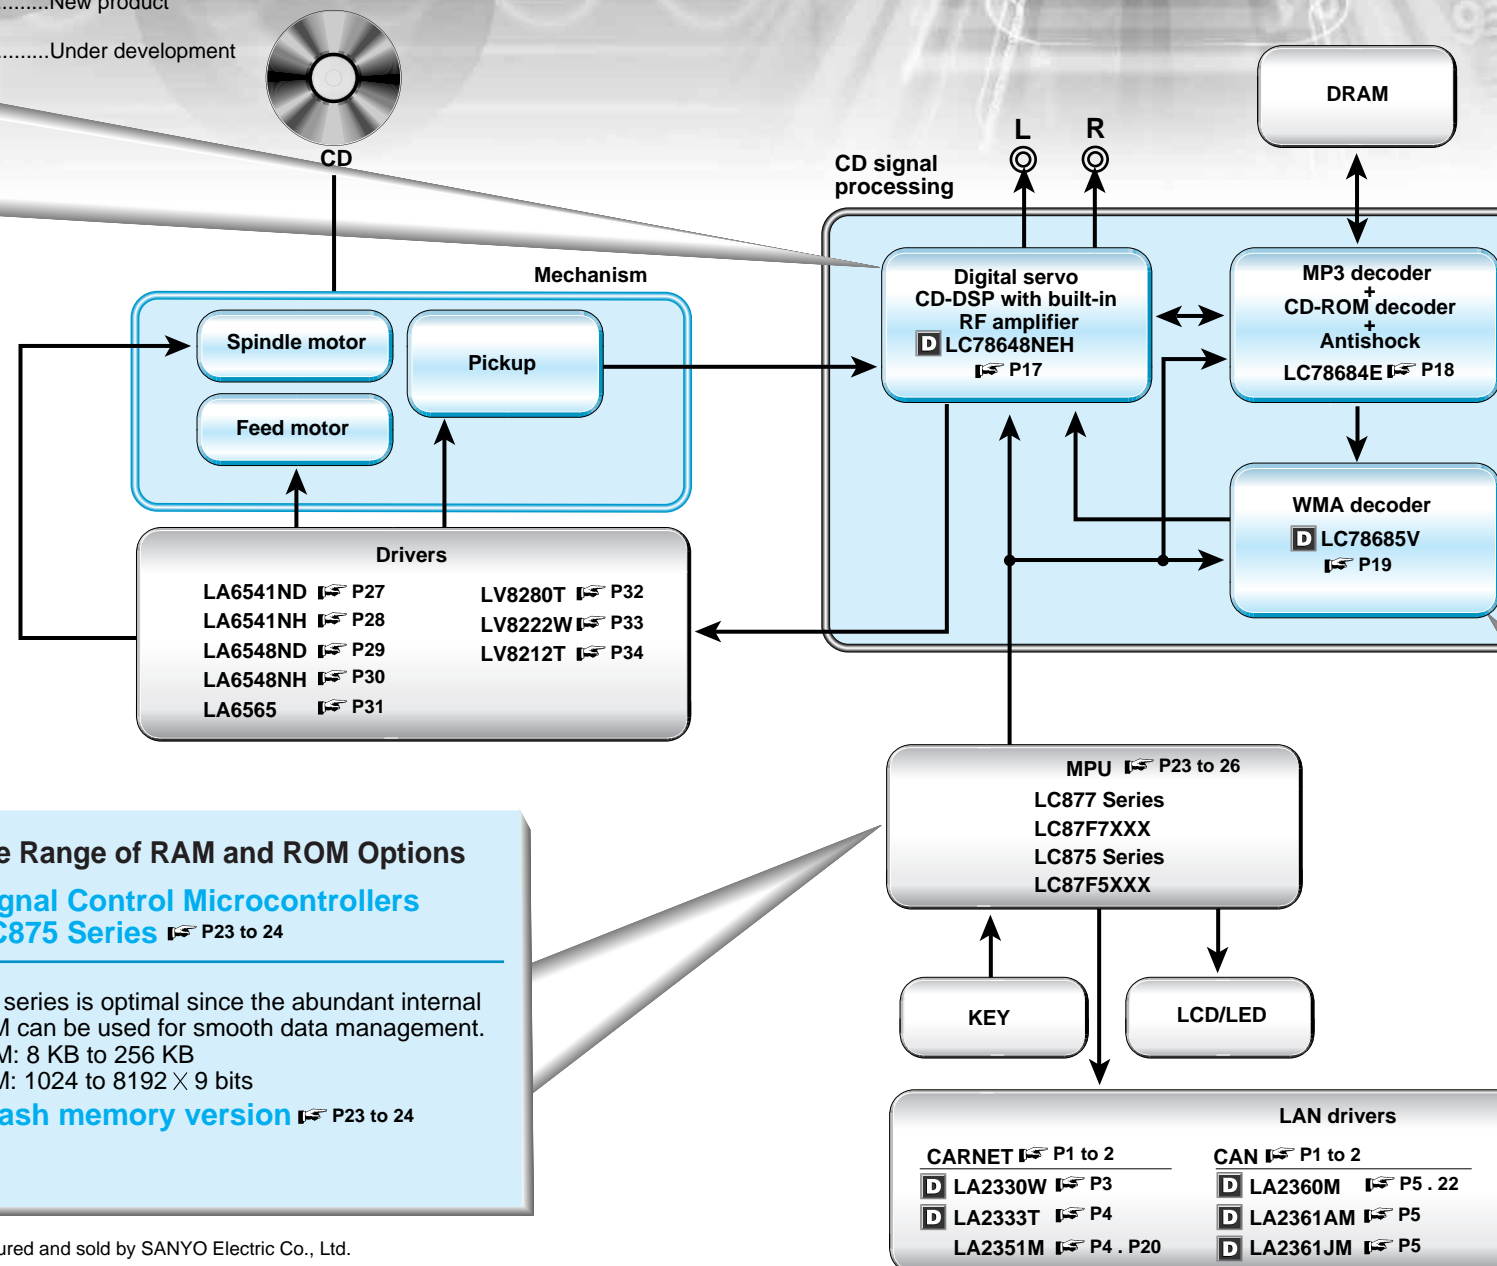 .........New product
.........Under development
CD
L
R
CD signal
processing
DRAM
Mechanism
Spindle motor
Pickup
Feed motor
Digital servo
CD-DSP with built-in
RF amplifier
D LC78648NEH
P17
MP3 decoder
+
CD-ROM decoder
+
Antishock
LC78684E P18
WMA decoder
D LC78685V
P19
Drivers
LA6541ND P27
LA6541NH P28
LA6548ND P29
LA6548NH P30
LA6565 P31
LV8280T P32
LV8222W P33
LV8212T P34
MPU P23 to 26
LC877 Series
LC87F7XXX
LC875 Series
LC87F5XXX
KEY
LCD/LED
e Range of RAM and ROM Options
gnal Control Microcontrollers
C875 Series P23 to 24
series is optimal since the abundant internal
M can be used for smooth data management.
M: 8 KB to 256 KB
M: 1024 to 8192 × 9 bits
ash memory version P23 to 24
LAN drivers
CARNET P1 to 2
D LA2330W P3
D LA2333T P4
LA2351M P4 . P20
CAN P1 to 2
D LA2360M P5 . 22
D LA2361AM P5
D LA2361JM P5
ured and sold by SANYO Electric Co., Ltd.